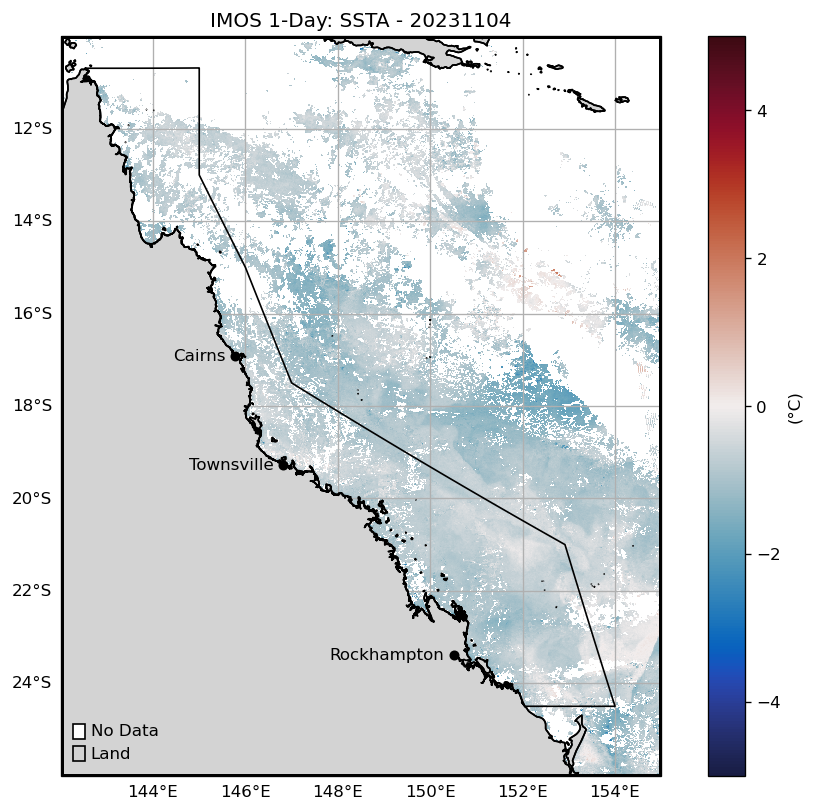 IMOS 1-Day: SSTA - 20231104
12°S
14°S
16°S
18°S
20°S
22°S
24°S
Cairns
Townsville
Rockhampton
No Data
Land
144°E 146°E 148°E 150°E 152°E 154°E
4
2
0
−2
−4
(°C)